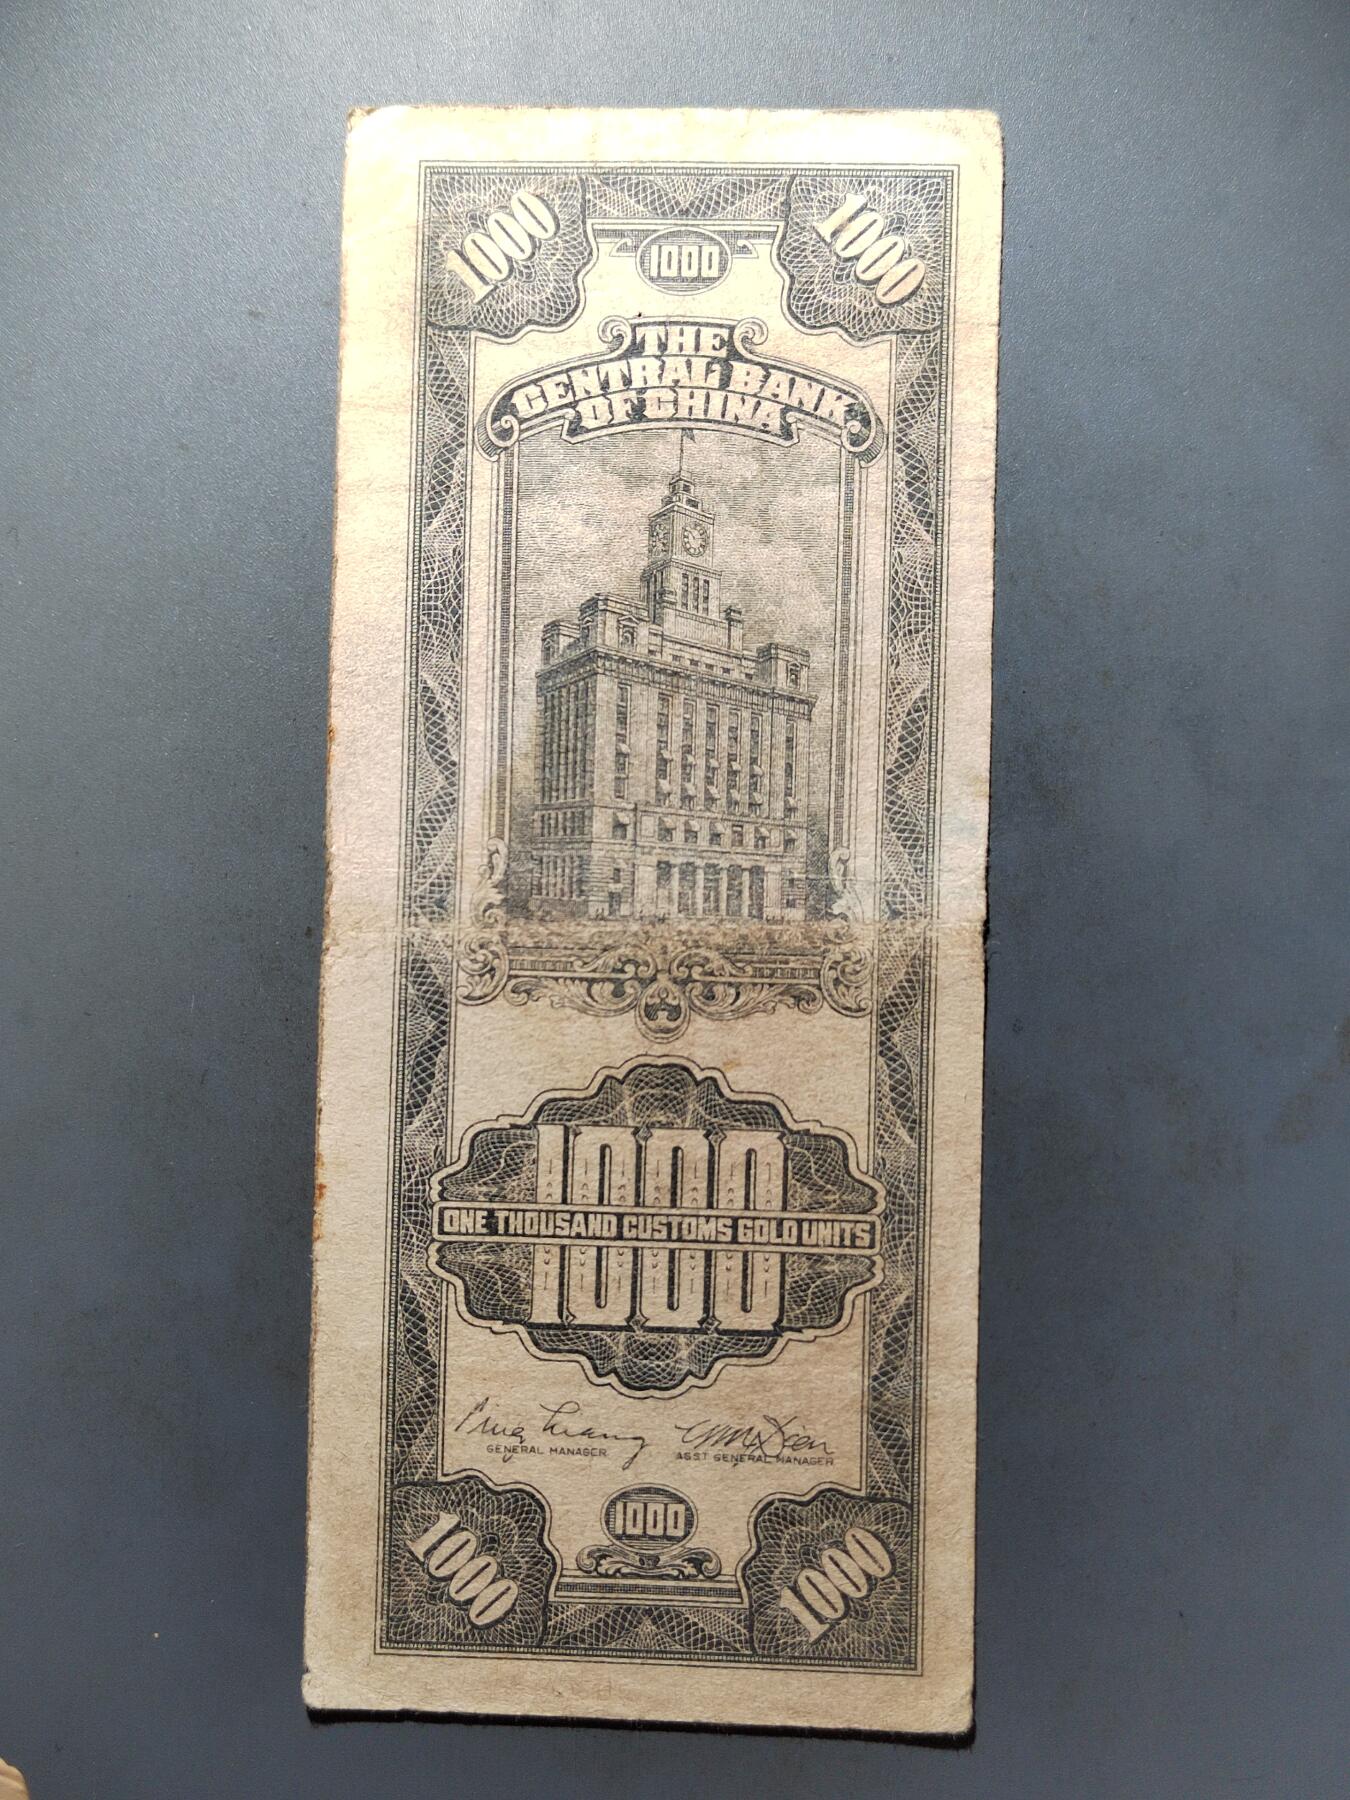 1000 1000
1000
THE
CENTRAL BANK
OF CHINA
1000
ONE THOUSAND CUSTOMS GOLD UNITS
1000
GENERAL MANAGER
ASST GENERAL MANAGER
1000
1000 1000